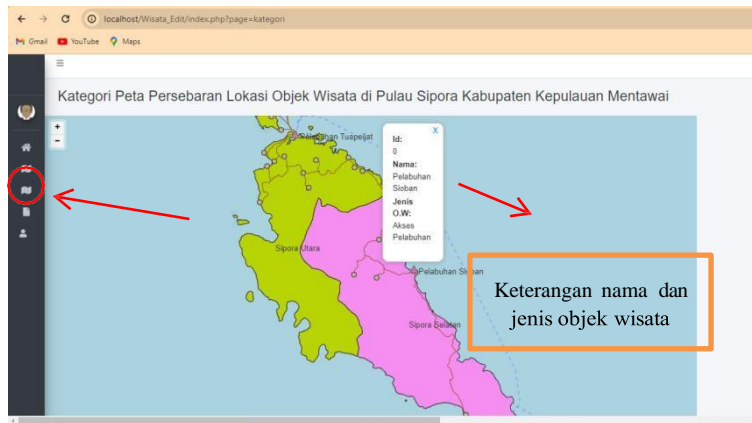 localhost/Wisata_Edit/index.php?page=kategori
Gmail YouTube Maps
Kategori Peta Persebaran Lokasi Objek Wisata di Pulau Sipora Kabupaten Kepulauan Mentawai
+
-
Pelabuhan Tuapeijat
X
Id:
0
Nama:
Pelabuhan
Sioban
Jenis
O.W:
Akses
Pelabuhan
Sipora Utara
Pelabuhan Sioban
Sipora Selatan
Keterangan nama dan
jenis objek wisata